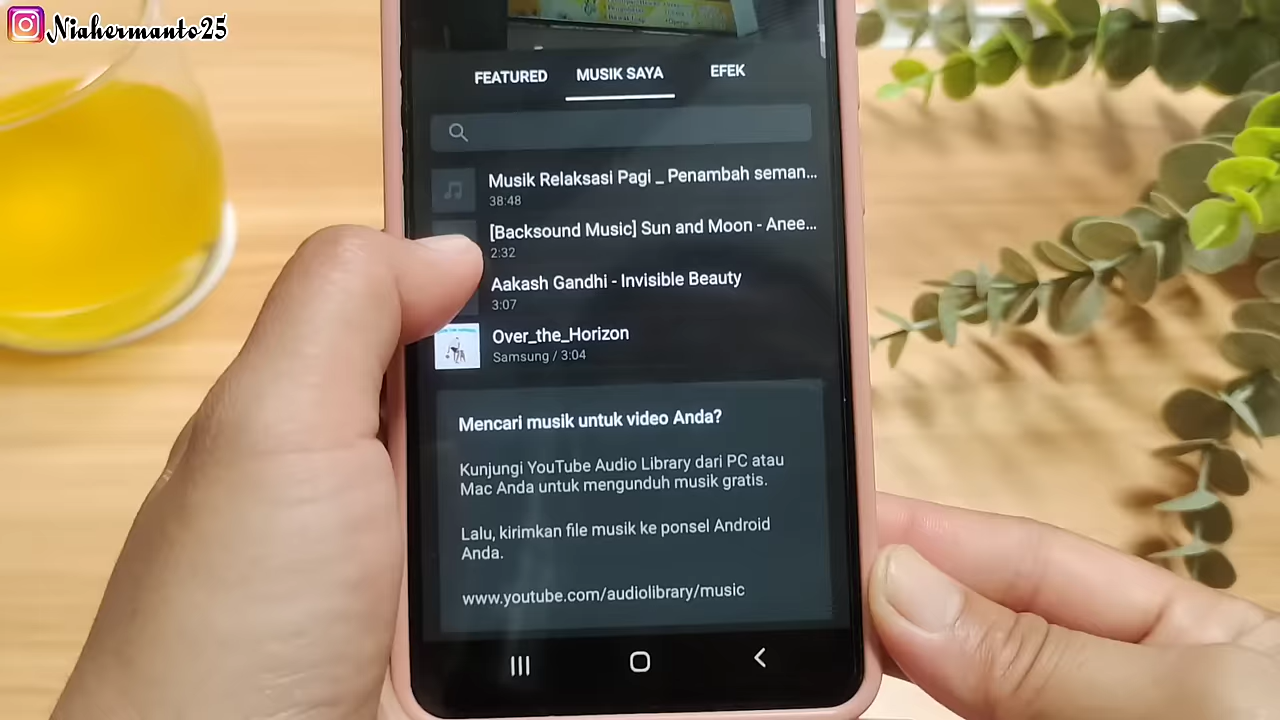 Niahermanto25
FEATURED MUSIK SAYA EFEK
Musik Relaksasi Pagi _ Penambah seman...
38:48
[Backsound Music] Sun and Moon - Anee...
2:32
Aakash Gandhi - Invisible Beauty
3:07
Over_the_Horizon
Samsung / 3:04
Mencari musik untuk video Anda?
Kunjungi YouTube Audio Library dari PC atau
Mac Anda untuk mengunduh musik gratis.
Lalu, kirimkan file musik ke ponsel Android
Anda.
www.youtube.com/audiolibrary/music